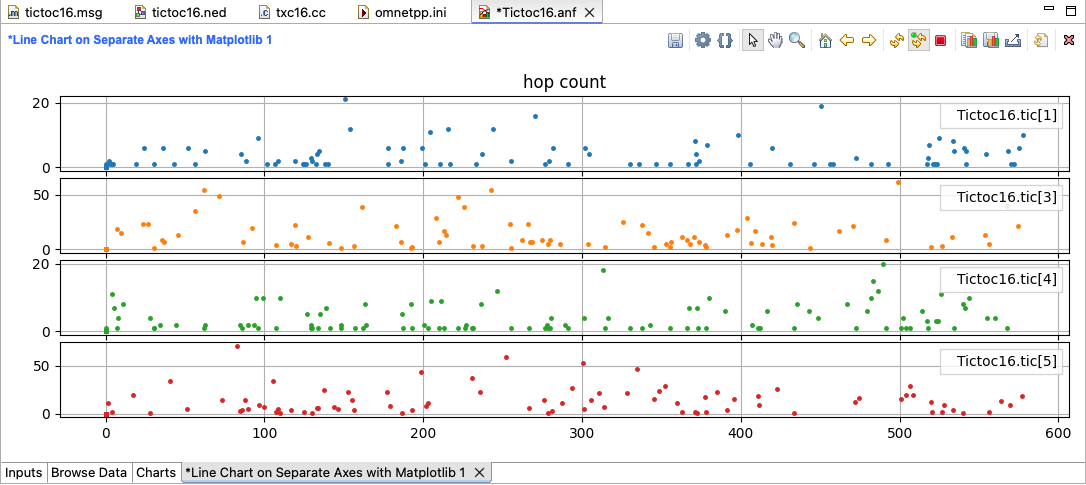 tictoc16.msg tictoc16.ned txc16.cc omnetpp.ini *Tictoc16.anf
*Line Chart on Separate Axes with Matplotlib 1
hop count
20
0
Tictoc16.tic[1]
50
0
Tictoc16.tic[3]
20
0
Tictoc16.tic[4]
50
0
Tictoc16.tic[5]
0 100 200 300 400 500 600
Inputs Browse Data Charts *Line Chart on Separate Axes with Matplotlib 1